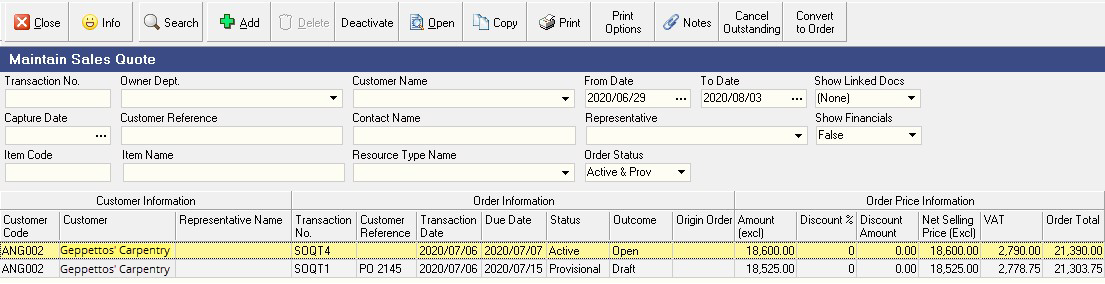 Close Info Search Add Delete Deactivate Open Copy Print Print Options Notes Cancel Outstanding Convert to Order
Maintain Sales Quote
Transaction No. Owner Dept. Customer Name From Date To Date Show Linked Docs
2020/06/29 ... 2020/08/03 ... (None)
Capture Date Customer Reference Contact Name Representative Show Financials
... False
Item Code Item Name Resource Type Name Order Status
Active & Prov
Customer Information Order Information Order Price Information
Customer Code Customer Representative Name Transaction No. Customer Reference Transaction Date Due Date Status Outcome Origin Order Amount (excl) Discount % Discount Amount Net Selling Price (Excl) VAT Order Total
ANG002 Geppettos' Carpentry SOQT4 2020/07/06 2020/07/07 Active Open 18,600.00 0 0.00 18,600.00 2,790.00 21,390.00
ANG002 Geppettos' Carpentry SOQT1 PO 2145 2020/07/06 2020/07/15 Provisional Draft 18,525.00 0 0.00 18,525.00 2,778.75 21,303.75